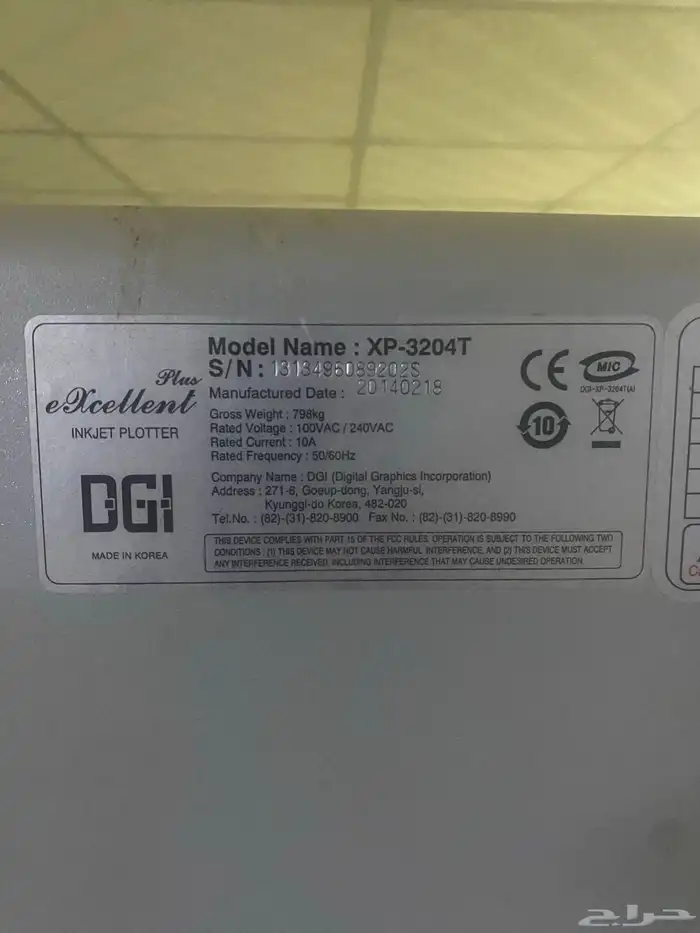 Plus
eXcellent
INKJET PLOTTER
DGI
MADE IN KOREA
Model Name : XP-3204T
S/N :
Manufactured Date : 20140218
Gross Weight : 798kg
Rated Voltage : 100VAC / 240VAC
Rated Current : 10A
Rated Frequency : 50/60Hz
Company Name : DGI (Digital Graphics Incorporation)
Address : 271-6, Goeup-dong, Yangju-si,
Kyunggi-do Korea, 482-020
Tel.No. : (82)-(31)-820-8900 Fax No. : (82)-(31)-820-8990
THIS DEVICE COMPLIES WITH PART 15 OF THE FCC RULES. OPERATION IS SUBJECT TO THE FOLLOWING TWO
CONDITIONS : (1) THIS DEVICE MAY NOT CAUSE HARMFUL INTERFERENCE, AND (2) THIS DEVICE MUST ACCEPT
ANY INTERFERENCE RECEIVED, INCLUDING INTERFERENCE THAT MAY CAUSE UNDESIRED OPERATION.
CE
MIC
10
حراج